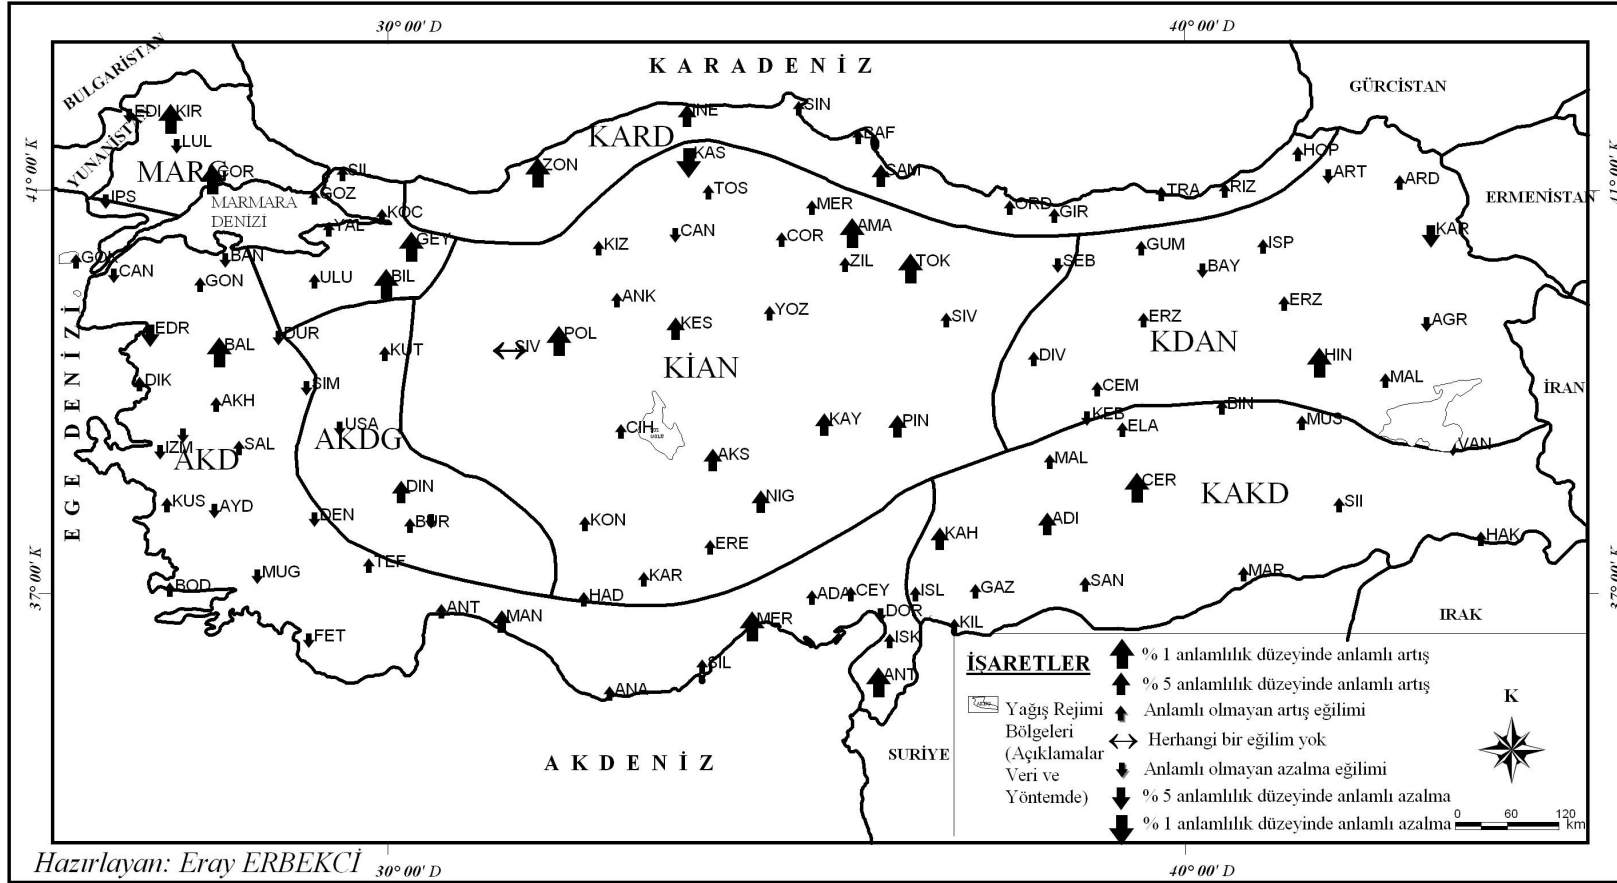 30° 00' D
40° 00' D
BULGARİSTAN
K A R A D E N İ Z
GÜRCİSTAN
YUNANİSTAN
EDI
KIR
LUL
INE
SIN
KARD
BAF
41° 00' K
41° 00' K
MARG
COR
SIL
ZON
KAS
SAM
HOP
ART
ARD
ERMENİSTAN
IPS
MARMARA
DENİZİ
GOZ
KOC
YAL
TOS
MER
ORD
GIR
TRA
RIZ
GEY
CAN
COR
AMA
GUM
ISP
KAR
GOK
CAN
BAN
GON
ULU
BIL
KIZ
ZIL
TOK
SEB
BAY
ANK
YOZ
SIV
ERZ
ERZ
AGR
EDR
BAL
DUR
KUT
SIV
POL
KES
KİAN
DIV
KDAN
HIN
MAL
İRAN
E G E D E N İ Z İ
DIK
AKH
SIM
CEM
KEB
BIN
MUS
VAN
IZM
AKD
SAL
USA
AKDG
CIH
KAY
PIN
ELA
AKS
MAL
CER
KAKD
KUS
AYD
DEN
DIN
BUR
KON
NIG
ADI
SII
KAH
ERE
HAK
37° 00' K
37° 00' K
BOD
MUG
TEF
KAR
HAD
ANT
MAN
MER
ADA
CEY
ISL
GAZ
SAN
MAR
FET
DOR
ISK
KIL
IRAK
SIL
ANA
ANT
A K D E N İ Z
SURİYE
İŞARETLER
Yağış Rejimi
Bölgeleri
(Açıklamalar
Veri ve
Yöntemde)
% 1 anlamlılık düzeyinde anlamlı artış
% 5 anlamlılık düzeyinde anlamlı artış
Anlamlı olmayan artış eğilimi
Herhangi bir eğilim yok
Anlamlı olmayan azalma eğilimi
% 5 anlamlılık düzeyinde anlamlı azalma
% 1 anlamlılık düzeyinde anlamlı azalma
K
0 60 120
km
Hazırlayan: Eray ERBEKCİ
30° 00' D
40° 00' D